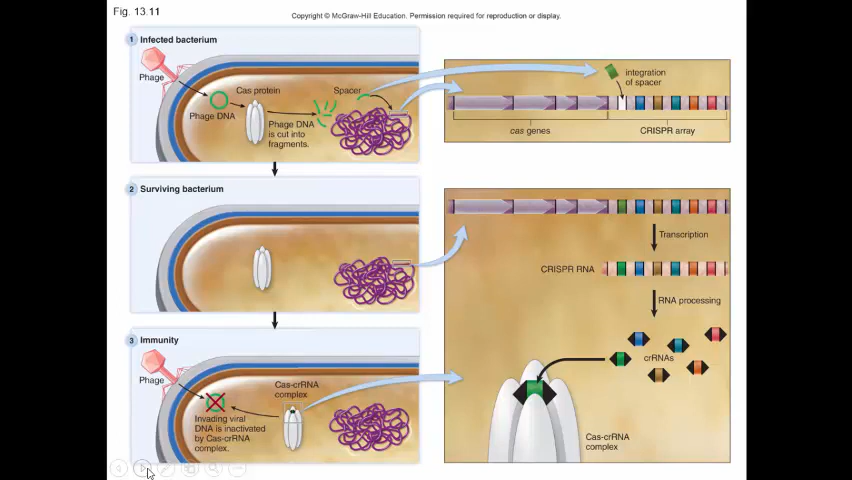 Fig. 13.11
Copyright © McGraw-Hill Education. Permission required for reproduction or display.
1 Infected bacterium
Phage
Phage DNA
Cas protein
Phage DNA
is cut into
fragments.
Spacer
integration
of spacer
cas genes
CRISPR array
2 Surviving bacterium
Transcription
CRISPR RNA
RNA processing
crRNAs
Cas-crRNA
complex
3 Immunity
Phage
Cas-crRNA
complex
Invading viral
DNA is inactivated
by Cas-crRNA
complex.